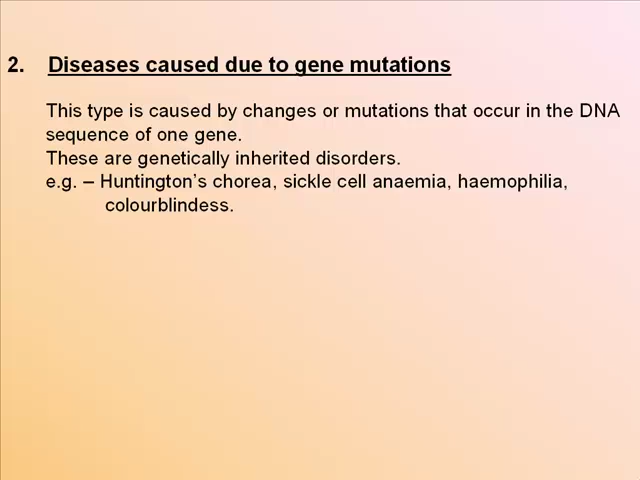 2. Diseases caused due to gene mutations
This type is caused by changes or mutations that occur in the DNA
sequence of one gene.
These are genetically inherited disorders.
e.g. – Huntington's chorea, sickle cell anaemia, haemophilia,
colourblindess.